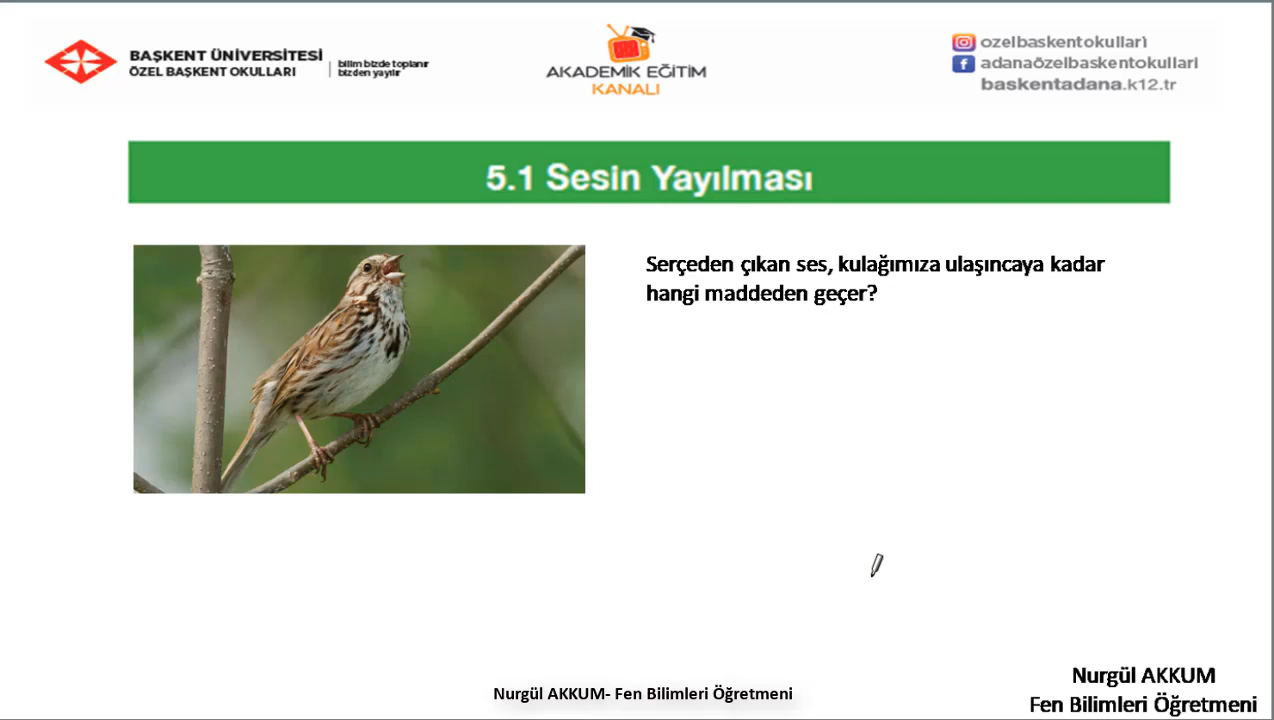 BAŞKENT ÜNİVERSİTESİ
ÖZEL BAŞKENT OKULLARI
bilim bizde toplanır
bizden yayılır
AKADEMİK EĞİTİM
KANALI
ozelbaskentokulları
adanaözelbaskentokullari
baskentadana.k12.tr
5.1 Sesin Yayılması
Serçeden çıkan ses, kulağımıza ulaşıncaya kadar
hangi maddeden geçer?
Nurgül AKKUM- Fen Bilimleri Öğretmeni
Nurgül AKKUM
Fen Bilimleri Öğretmeni